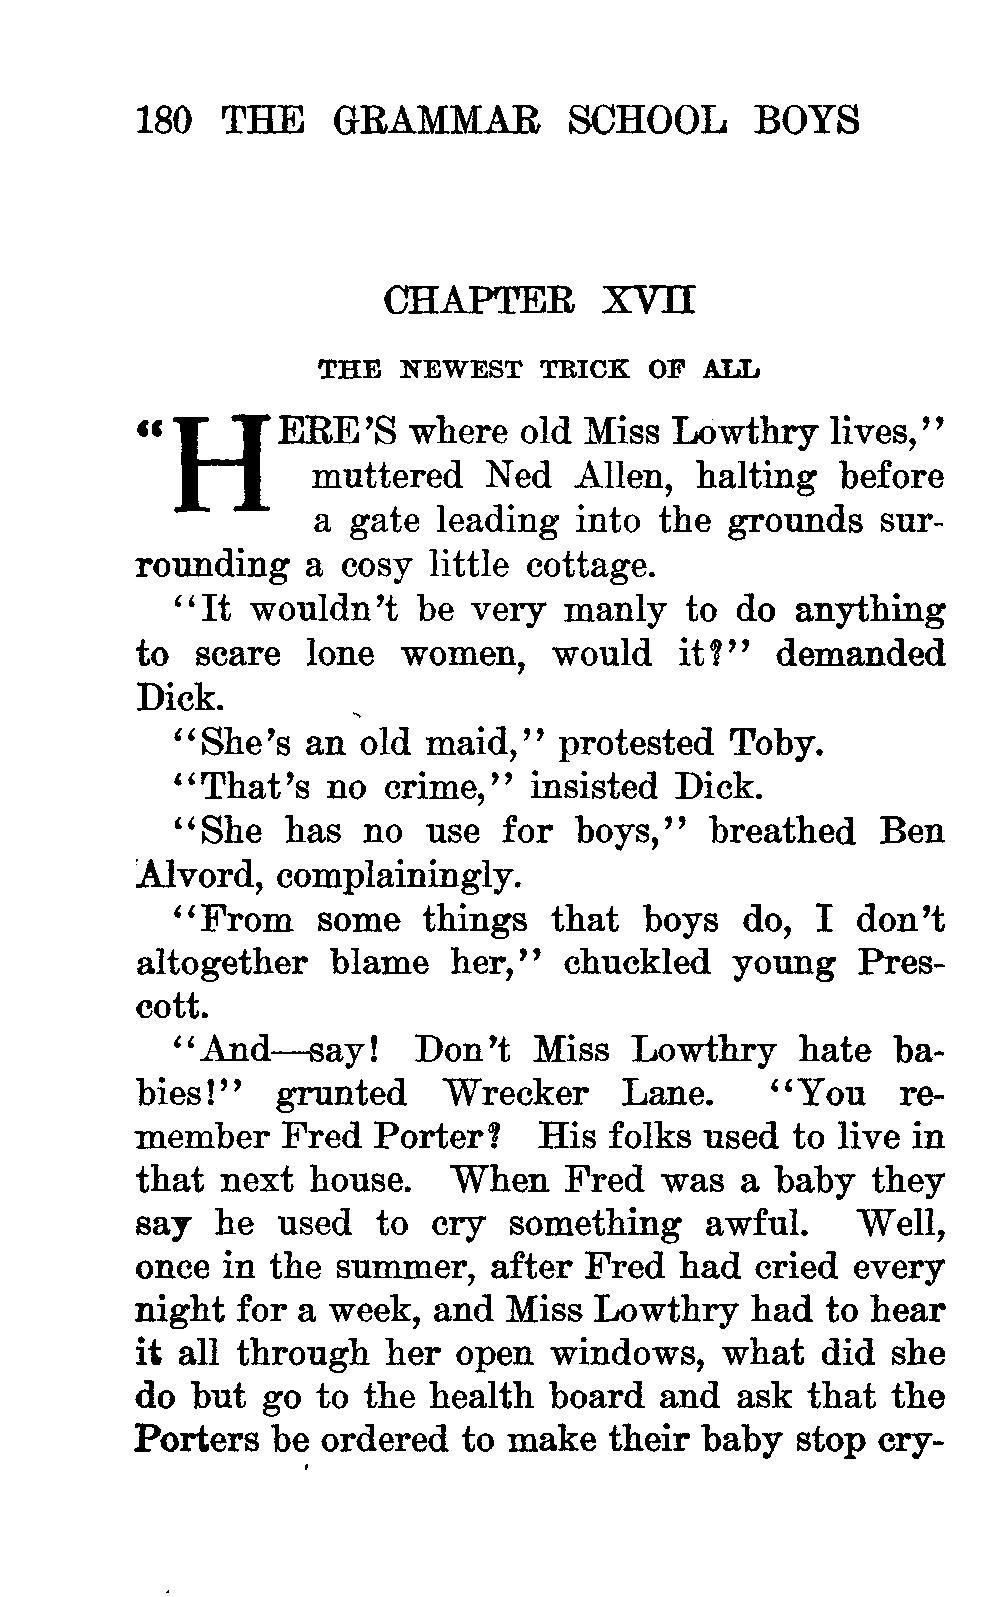 180 THE GRAMMAR SCHOOL BOYS
CHAPTER XVII
THE NEWEST TRICK OF ALL
"HERE'S where old Miss Lowthry lives,"
muttered Ned Allen, halting before
a gate leading into the grounds sur-
rounding a cosy little cottage.
"It wouldn't be very manly to do anything
to scare lone women, would it?" demanded
Dick.
"She's an old maid," protested Toby.
"That's no crime," insisted Dick.
"She has no use for boys," breathed Ben
Alvord, complainingly.
"From some things that boys do, I don't
altogether blame her," chuckled young Pres-
cott.
"And—say! Don't Miss Lowthry hate ba-
bies!" grunted Wrecker Lane. "You re-
member Fred Porter? His folks used to live in
that next house. When Fred was a baby they
say he used to cry something awful. Well,
once in the summer, after Fred had cried every
night for a week, and Miss Lowthry had to hear
it all through her open windows, what did she
do but go to the health board and ask that the
Porters be ordered to make their baby stop cry-